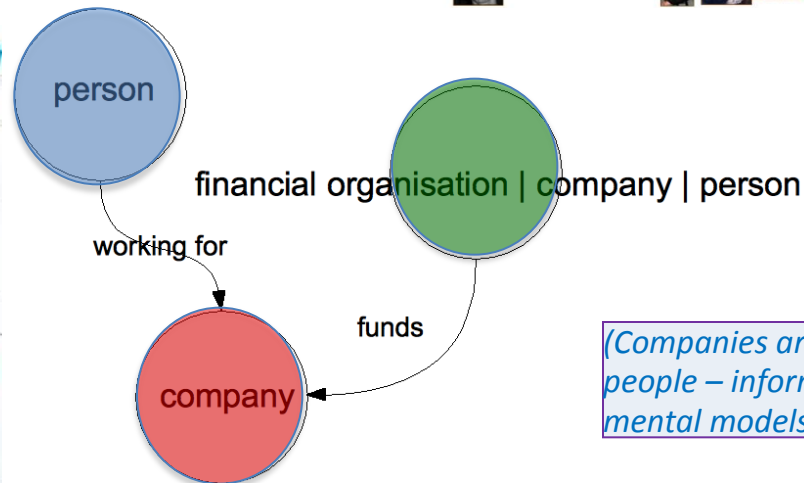 person
financial organisation | company | person
working for
funds
company
(Companies ar
people – inforr
mental models